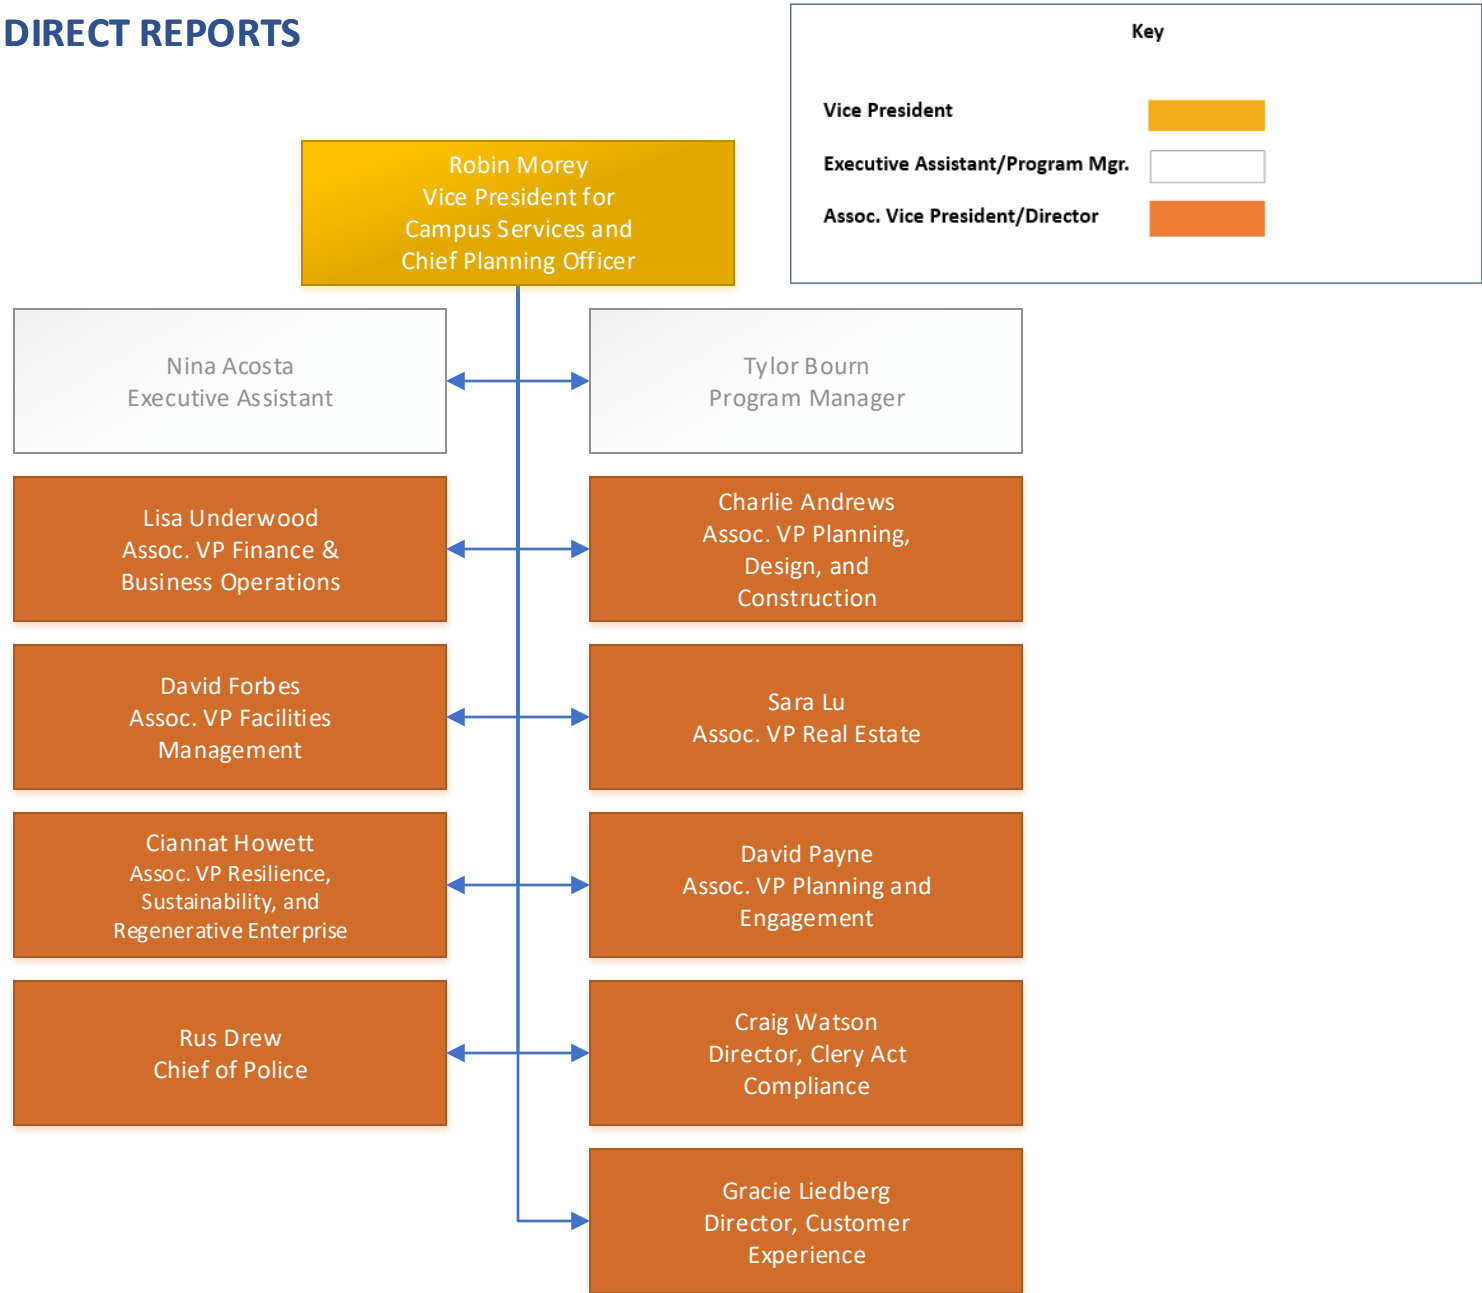 DIRECT REPORTS
Key
Vice President
Executive Assistant/Program Mgr.
Assoc. Vice President/Director
Robin Morey
Vice President for
Campus Services and
Chief Planning Officer
Nina Acosta
Executive Assistant
Tylor Bourn
Program Manager
Lisa Underwood
Assoc. VP Finance &
Business Operations
Charlie Andrews
Assoc. VP Planning,
Design, and
Construction
David Forbes
Assoc. VP Facilities
Management
Sara Lu
Assoc. VP Real Estate
Ciannat Howett
Assoc. VP Resilience,
Sustainability, and
Regenerative Enterprise
David Payne
Assoc. VP Planning and
Engagement
Rus Drew
Chief of Police
Craig Watson
Director, Clery Act
Compliance
Gracie Liedberg
Director, Customer
Experience